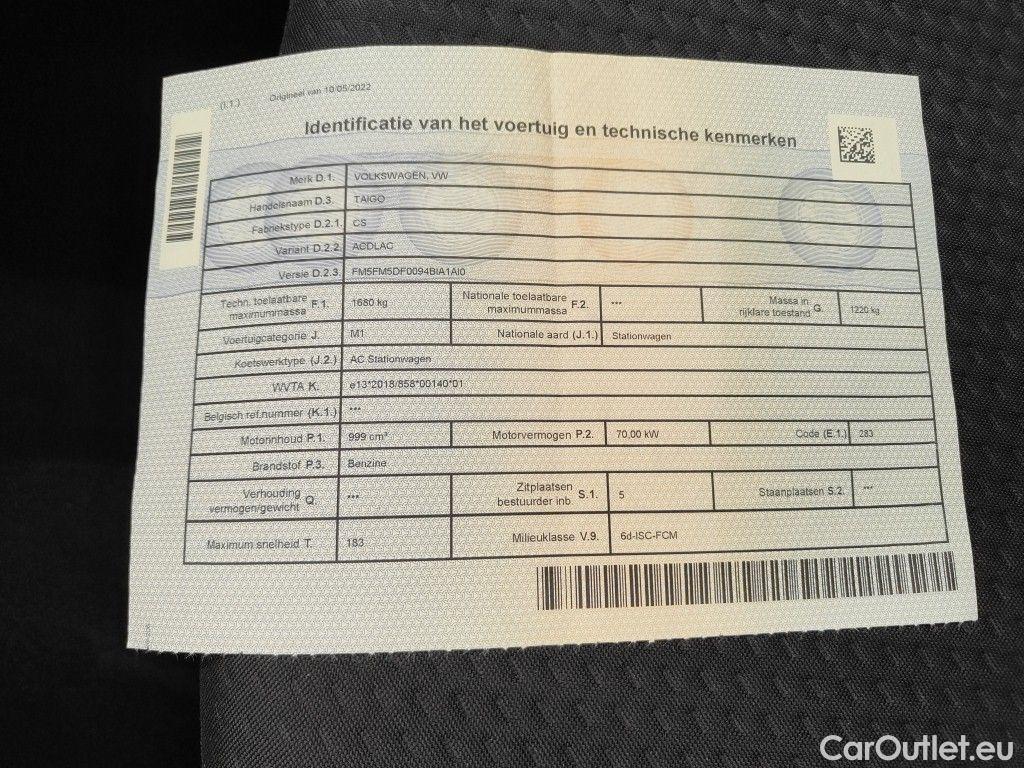 (I.1.) Origineel van 10/05/2022
Identificatie van het voertuig en technische kenmerken
Merk D.1. VOLKSWAGEN, VW
Handelsnaam D.3. TAIGO
Fabriekstype D.2.1. CS
Variant D.2.2. ACDLAC
Versie D.2.3. FM5FM5DF0094BIA1AI0
Techn. toelaatbare maximummassa F.1. 1680 kg Nationale toelaatbare maximummassa F.2. *** Massa in rijklare toestand G. 1220 kg
Voertuigcategorie J. M1 Nationale aard (J.1.) Stationwagen
Koetswerktype (J.2.) AC Stationwagen
WVTA K. e13*2018/858*00140*01
Belgisch ref.nummer (K.1.) ***
Motorinhoud P.1. 999 cm³ Motorvermogen P.2. 70,00 kW Code (E.1.) 283
Brandstof P.3. Benzine
Verhouding vermogen/gewicht Q. *** Zitplaatsen bestuurder inb. S.1. 5 Staanplaatsen S.2. ***
Maximum snelheid T. 183 Milieuklasse V.9. 6d-ISC-FCM
CarOutlet.eu